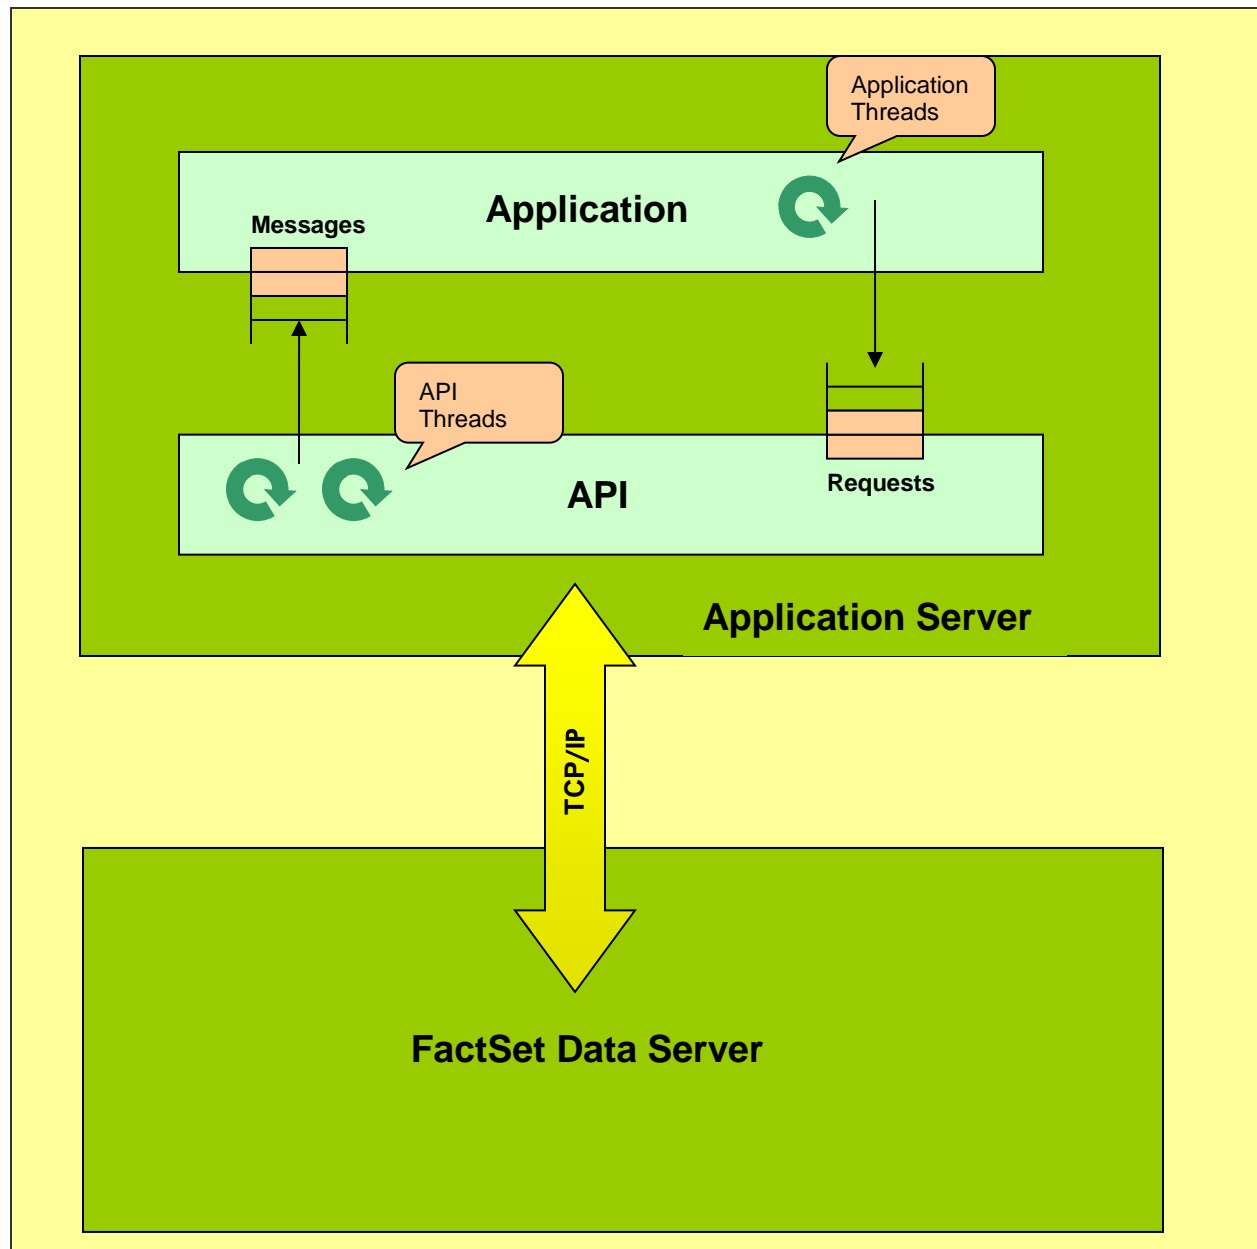 Application
Threads
Application
Messages
API
Threads
API
Requests
Application Server
TCP/IP
FactSet Data Server